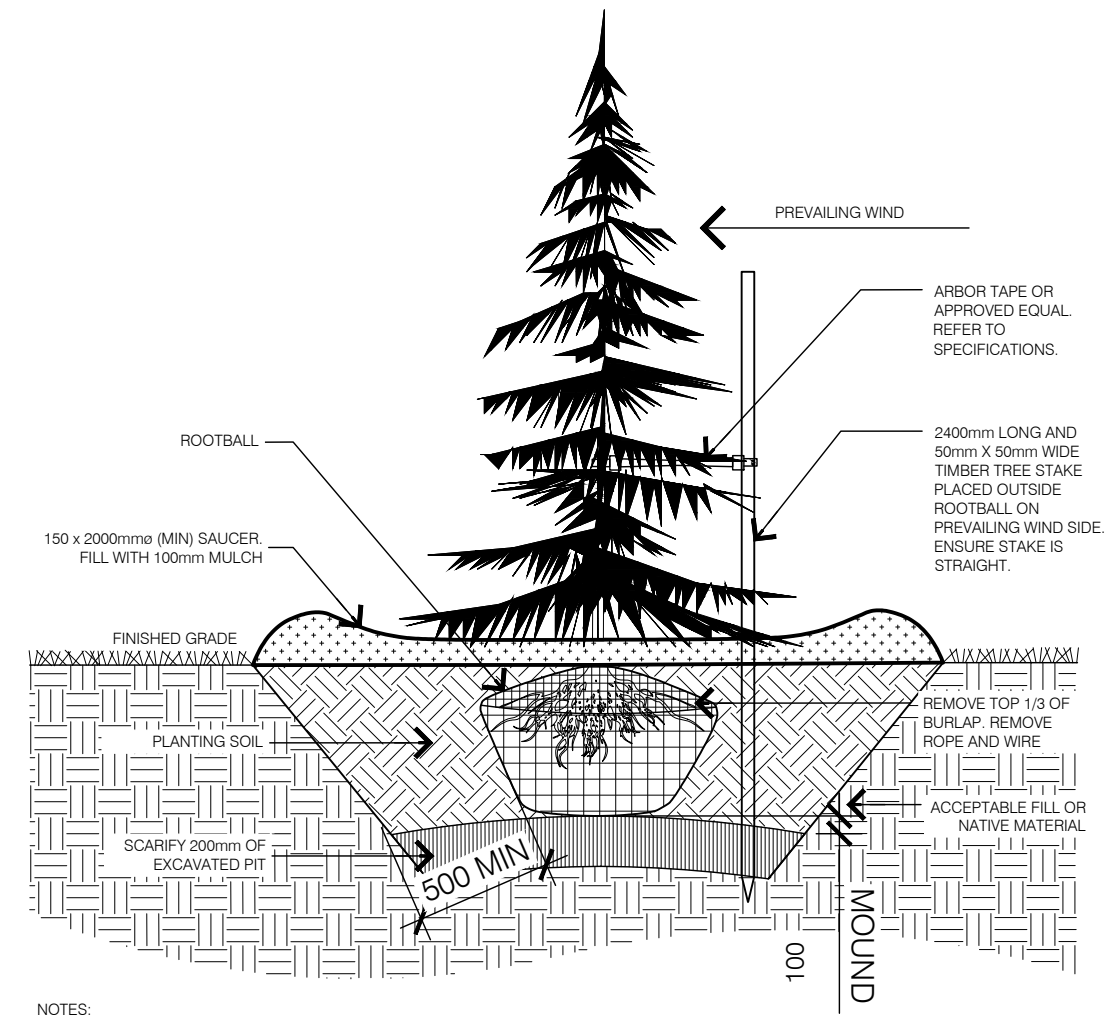 PREVAILING WIND
ARBOR TAPE OR
APPROVED EQUAL.
REFER TO
SPECIFICATIONS.
2400mm LONG AND
50mm X 50mm WIDE
TIMBER TREE STAKE
PLACED OUTSIDE
ROOTBALL ON
PREVAILING WIND SIDE.
ENSURE STAKE IS
STRAIGHT.
ROOTBALL
150 x 2000mmø (MIN) SAUCER.
FILL WITH 100mm MULCH
FINISHED GRADE
PLANTING SOIL
REMOVE TOP 1/3 OF
BURLAP. REMOVE
ROPE AND WIRE
ACCEPTABLE FILL OR
NATIVE MATERIAL
SCARIFY 200mm OF
EXCAVATED PIT
500 MIN
100
MOUND
NOTES: